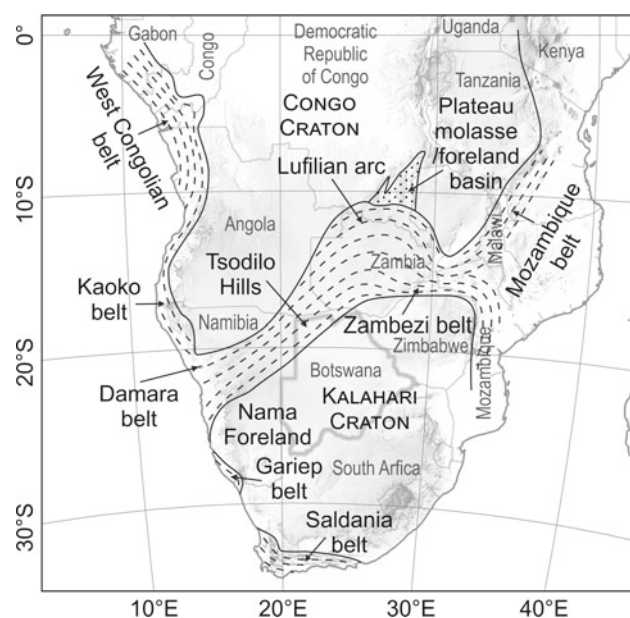 0°
Gabon
Congo
Democratic
Republic
of Congo
Uganda
Kenya
Tanzania
West Congolian
belt
CONGO
CRATON
Plateau
molasse
/foreland
basin
Lufilian arc
10°S
Angola
Malawi
Mozambique
belt
Tsodilo
Hills
Zambia
Kaoko
belt
Namibia
Zambezi belt
Zimbabwe
20°S
Botswana
Mozambique
Damara
belt
KALAHARI
CRATON
Nama
Foreland
Gariep
belt
South Arfica
30°S
Saldania
belt
10°E
20°E
30°E
40°E